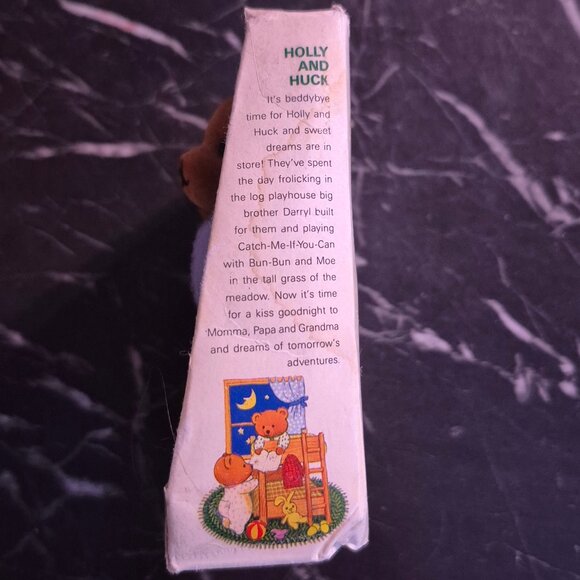 HOLLY
AND
HUCK
It's beddybye
time for Holly and
Huck and sweet
dreams are in
store! They've spent
the day frolicking in
the log playhouse big
brother Darryl built
for them and playing
Catch-Me-If-You-Can
with Bun-Bun and Moe
in the tall grass of the
meadow. Now it's time
for a kiss goodnight to
Momma, Papa and Grandma
and dreams of tomorrow's
adventures.